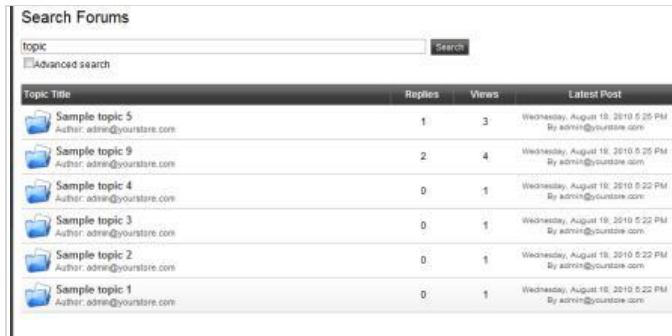 Search Forums
topic
Search
Advanced search
Topic Title Replies Views Latest Post
Sample topic 5 1 3 Wednesday, August 18, 2010 5:25 PM
Author: admin@yourstore.com By admin@yourstore.com
Sample topic 9 2 4 Wednesday, August 18, 2010 5:25 PM
Author: admin@yourstore.com By admin@yourstore.com
Sample topic 4 0 1 Wednesday, August 18, 2010 5:22 PM
Author: admin@yourstore.com By admin@yourstore.com
Sample topic 3 0 1 Wednesday, August 18, 2010 5:22 PM
Author: admin@yourstore.com By admin@yourstore.com
Sample topic 2 0 1 Wednesday, August 18, 2010 5:22 PM
Author: admin@yourstore.com By admin@yourstore.com
Sample topic 1 0 1 Wednesday, August 18, 2010 5:22 PM
Author: admin@yourstore.com By admin@yourstore.com